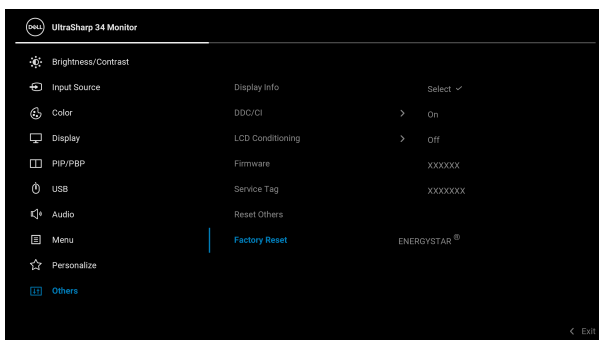 DELL UltraSharp 34 Monitor
Brightness/Contrast
Input Source Display Info Select ✓
Color DDC/CI > On
Display LCD Conditioning > Off
PIP/PBP Firmware XXXXXX
USB Service Tag XXXXXXX
Audio Reset Others
Menu Factory Reset ENERGYSTAR ®
Personalize
Others
< Exit